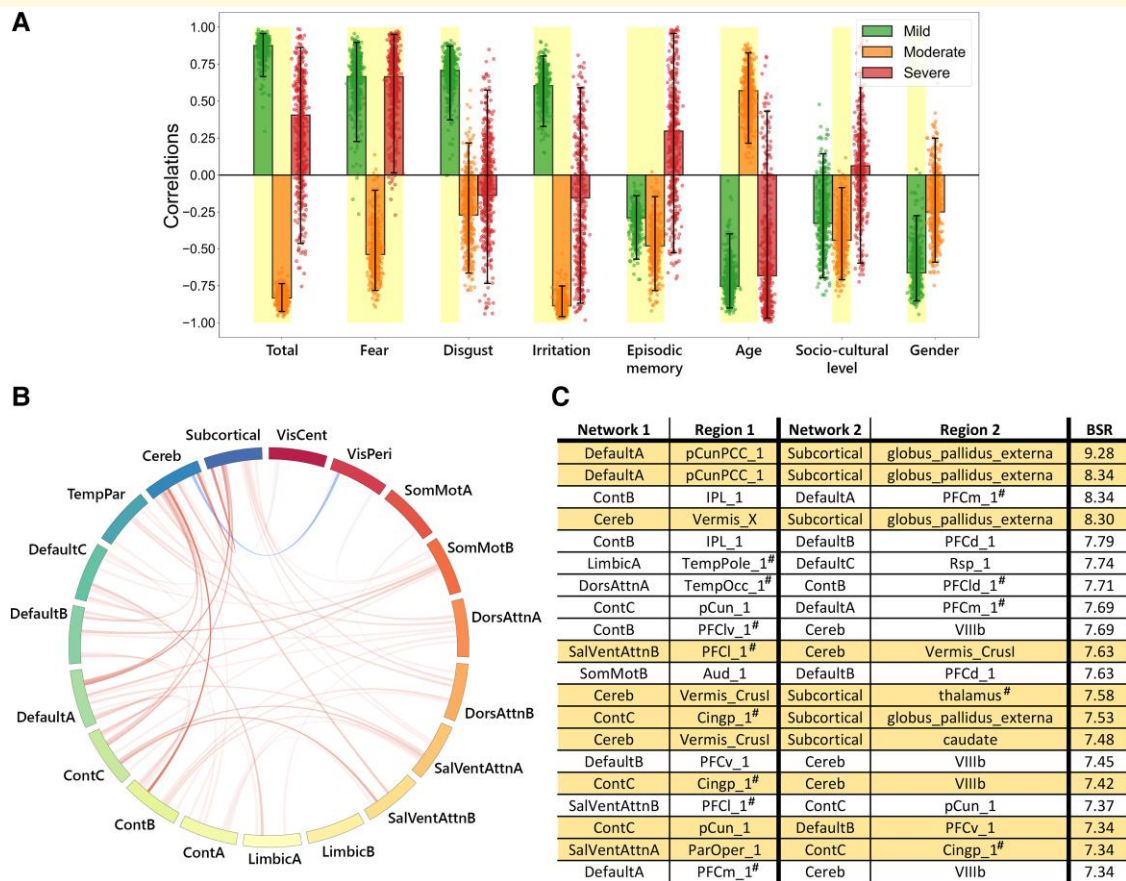 A
Correlations
1.00
0.75
0.50
0.25
0.00
−0.25
−0.50
−0.75
−1.00
Mild
Moderate
Severe
Total Fear Disgust Irritation Episodic memory Age Socio-cultural level Gender
B
Subcortical
VisCent
VisPeri
SomMotA
SomMotB
DorsAttnA
DorsAttnB
SalVentAttnA
SalVentAttnB
LimbicB
LimbicA
ContA
ContB
ContC
DefaultA
DefaultB
DefaultC
TempPar
Cereb
C
Network 1 Region 1 Network 2 Region 2 BSR
DefaultA pCunPCC_1 Subcortical globus_pallidus_externa 9.28
DefaultA pCunPCC_1 Subcortical globus_pallidus_externa 8.34
ContB IPL_1 DefaultA PFCm_1# 8.34
Cereb Vermis_X Subcortical globus_pallidus_externa 8.30
ContB IPL_1 DefaultB PFCd_1 7.79
LimbicA TempPole_1# DefaultC Rsp_1 7.74
DorsAttnA TempOcc_1# ContB PFCld_1# 7.71
ContC pCun_1 DefaultA PFCm_1# 7.69
ContB PFClv_1# Cereb VIIIb 7.69
SalVentAttnB PFCl_1# Cereb Vermis_CrusI 7.63
SomMotB Aud_1 DefaultB PFCd_1 7.63
Cereb Vermis_CrusI Subcortical thalamus# 7.58
ContC Cingp_1# Subcortical globus_pallidus_externa 7.53
Cereb Vermis_CrusI Subcortical caudate 7.48
DefaultB PFCv_1 Cereb VIIIb 7.45
ContC Cingp_1# Cereb VIIIb 7.42
SalVentAttnB PFCl_1# ContC pCun_1 7.37
ContC pCun_1 DefaultB PFCv_1 7.34
SalVentAttnA ParOper_1 ContC Cingp_1# 7.34
DefaultA PFCm_1# Cereb VIIIb 7.34